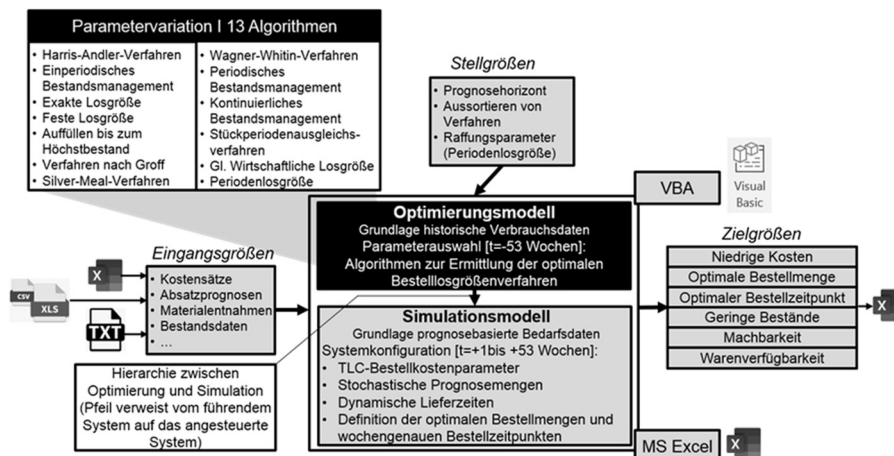 Parametervariation I 13 Algorithmen
• Harris-Andler-Verfahren
• Einperiodisches
Bestandsmanagement
• Exakte Losgröße
• Feste Losgröße
• Auffüllen bis zum
Höchstbestand
• Verfahren nach Groff
• Silver-Meal-Verfahren
• Wagner-Whitin-Verfahren
• Periodisches
Bestandsmanagement
• Kontinuierliches
Bestandsmanagement
• Stückperiodenausgleichs-
verfahren
• Gl. Wirtschaftliche Losgröße
• Periodenlosgröße
Stellgrößen
• Prognosehorizont
• Aussortieren von
Verfahren
• Raffungsparameter
(Periodenlosgröße)
VBA
Visual
Basic
Optimierungsmodell
Grundlage historische Verbrauchsdaten
Parameterauswahl [t=-53 Wochen]:
Algorithmen zur Ermittlung der optimalen
Bestelllosgrößenverfahren
Eingangsgrößen
X
CSV
XLS
TXT
• Kostensätze
• Absatzprognosen
• Materialentnahmen
• Bestandsdaten
• ...
Simulationsmodell
Grundlage prognosebasierte Bedarfsdaten
Systemkonfiguration [t=+1bis +53 Wochen]:
• TLC-Bestellkostenparameter
• Stochastische Prognosemengen
• Dynamische Lieferzeiten
• Definition der optimalen Bestellmengen und
wochengenauen Bestellzeitpunkten
Hierarchie zwischen
Optimierung und Simulation
(Pfeil verweist vom führendem
System auf das angesteuerte
System)
Zielgrößen
Niedrige Kosten
Optimale Bestellmenge
Optimaler Bestellzeitpunkt
Geringe Bestände
Machbarkeit
Warenverfügbarkeit
X
MS Excel
X